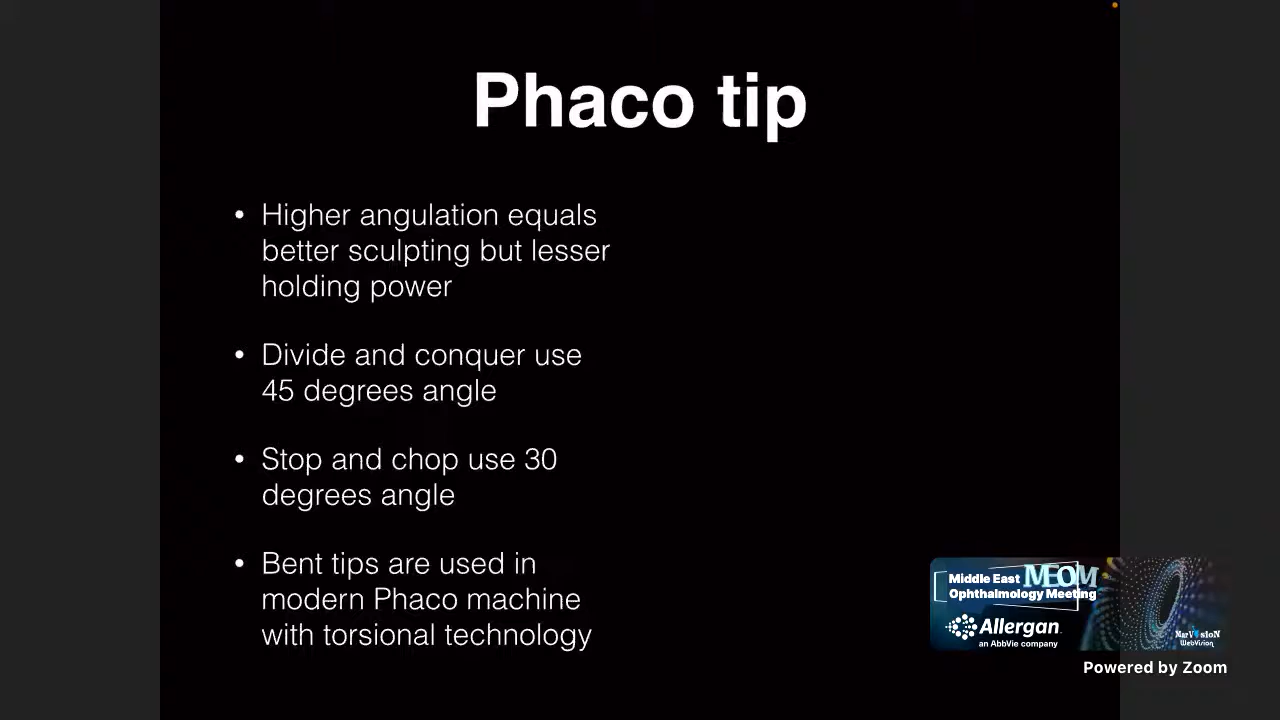 Phaco tip
• Higher angulation equals
better sculpting but lesser
holding power
• Divide and conquer use
45 degrees angle
• Stop and chop use 30
degrees angle
• Bent tips are used in
modern Phaco machine
with torsional technology
Middle East MEOM
Ophthalmology Meeting
Allergan
an AbbVie company
MarVisioN
WebVision
Powered by Zoom